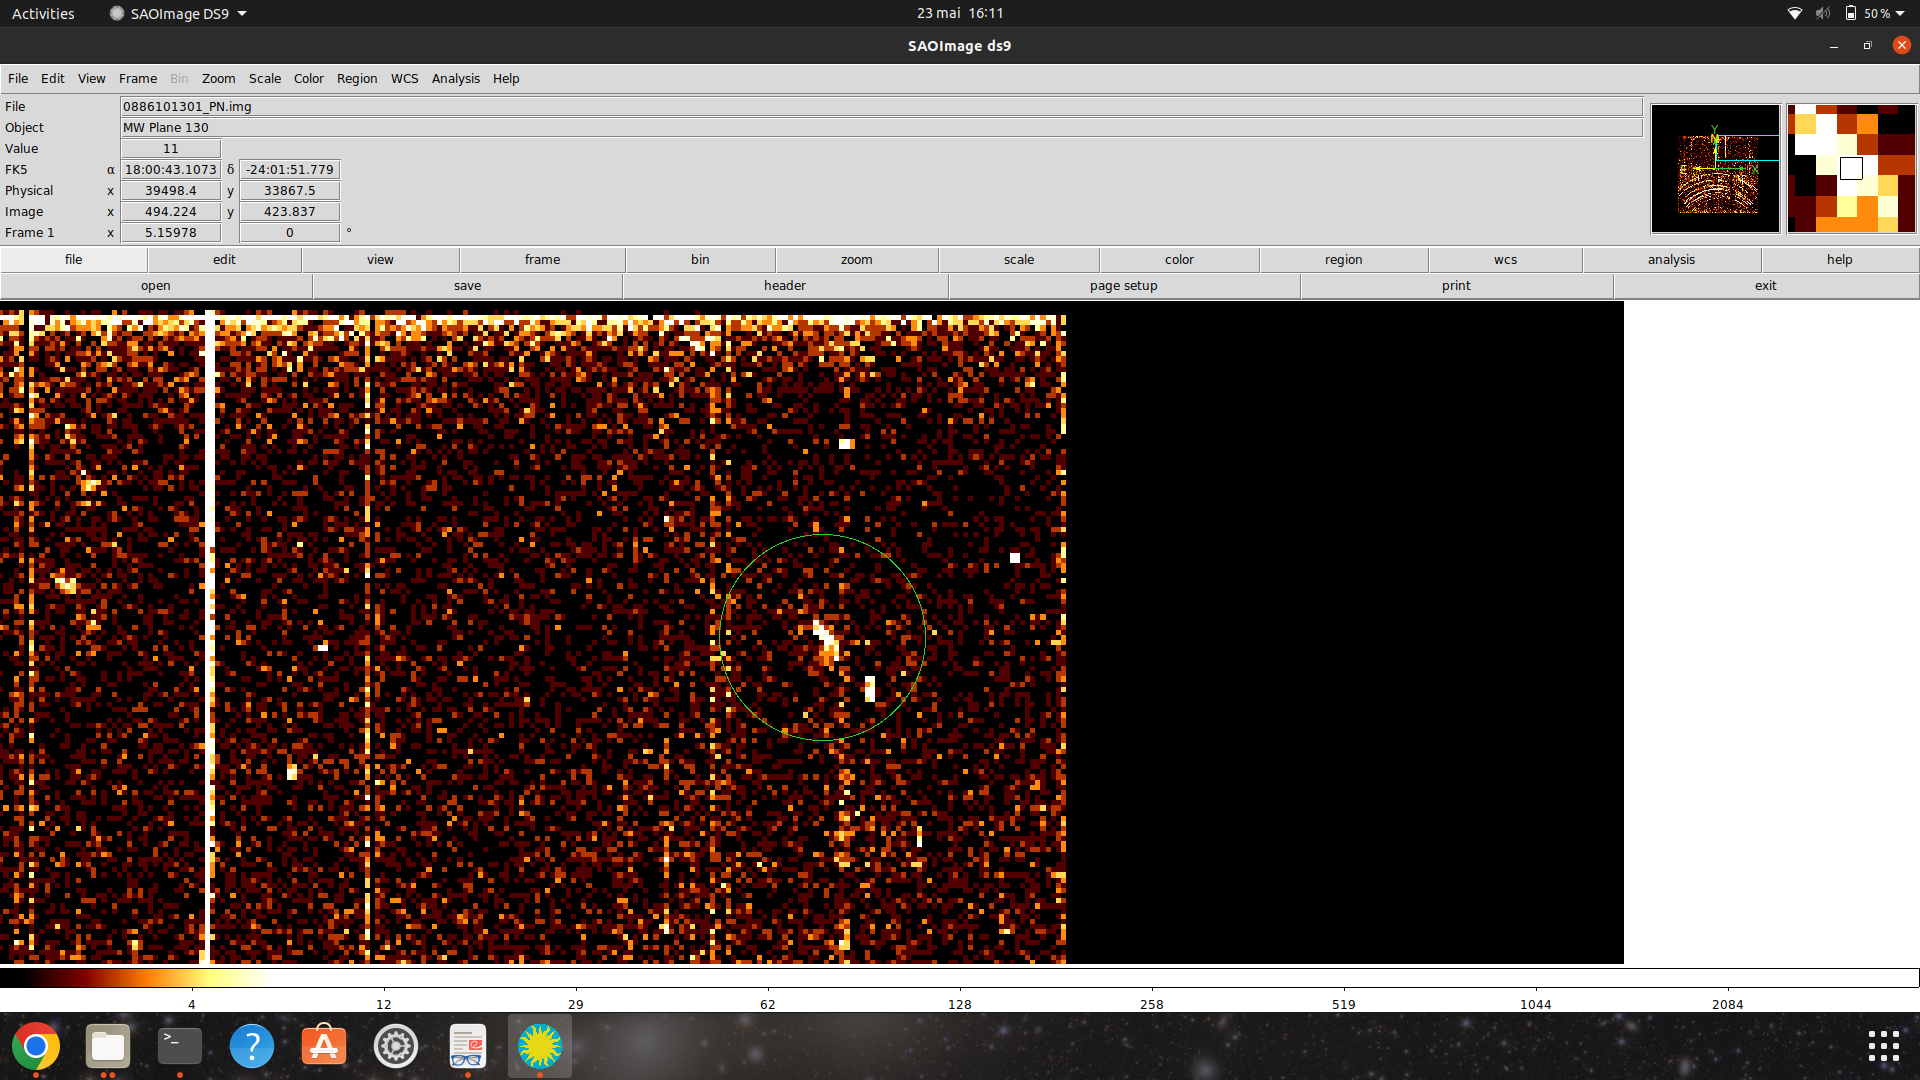 Activities SAOImage DS9 23 mai 16:11 50 %
SAOImage ds9
File Edit View Frame Bin Zoom Scale Color Region WCS Analysis Help
File 0886101301_PN.img
Object MW Plane 130
Value 11
FK5 α 18:00:43.1073 δ -24:01:51.779
Physical x 39498.4 y 33867.5
Image x 494.224 y 423.837
Frame 1 x 5.15978 0 °
file edit view frame bin zoom scale color region wcs analysis help
open save header page setup print exit
4 12 29 62 128 258 519 1044 2084